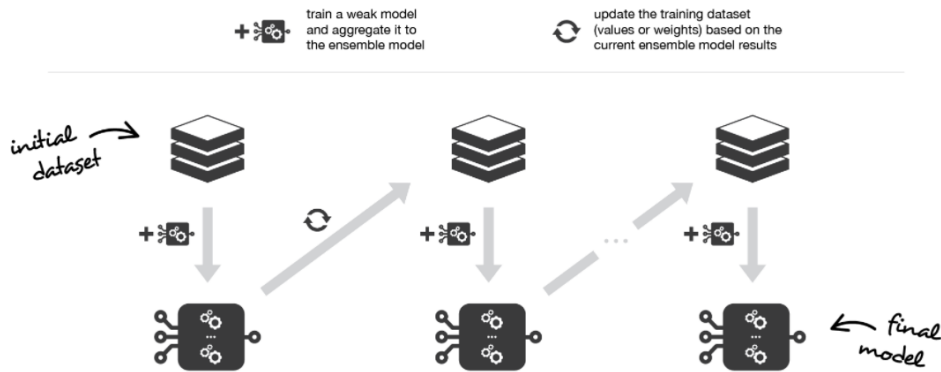 train a weak model
and aggregate it to
the ensemble model
update the training dataset
(values or weights) based on the
current ensemble model results
initial
dataset
final
model